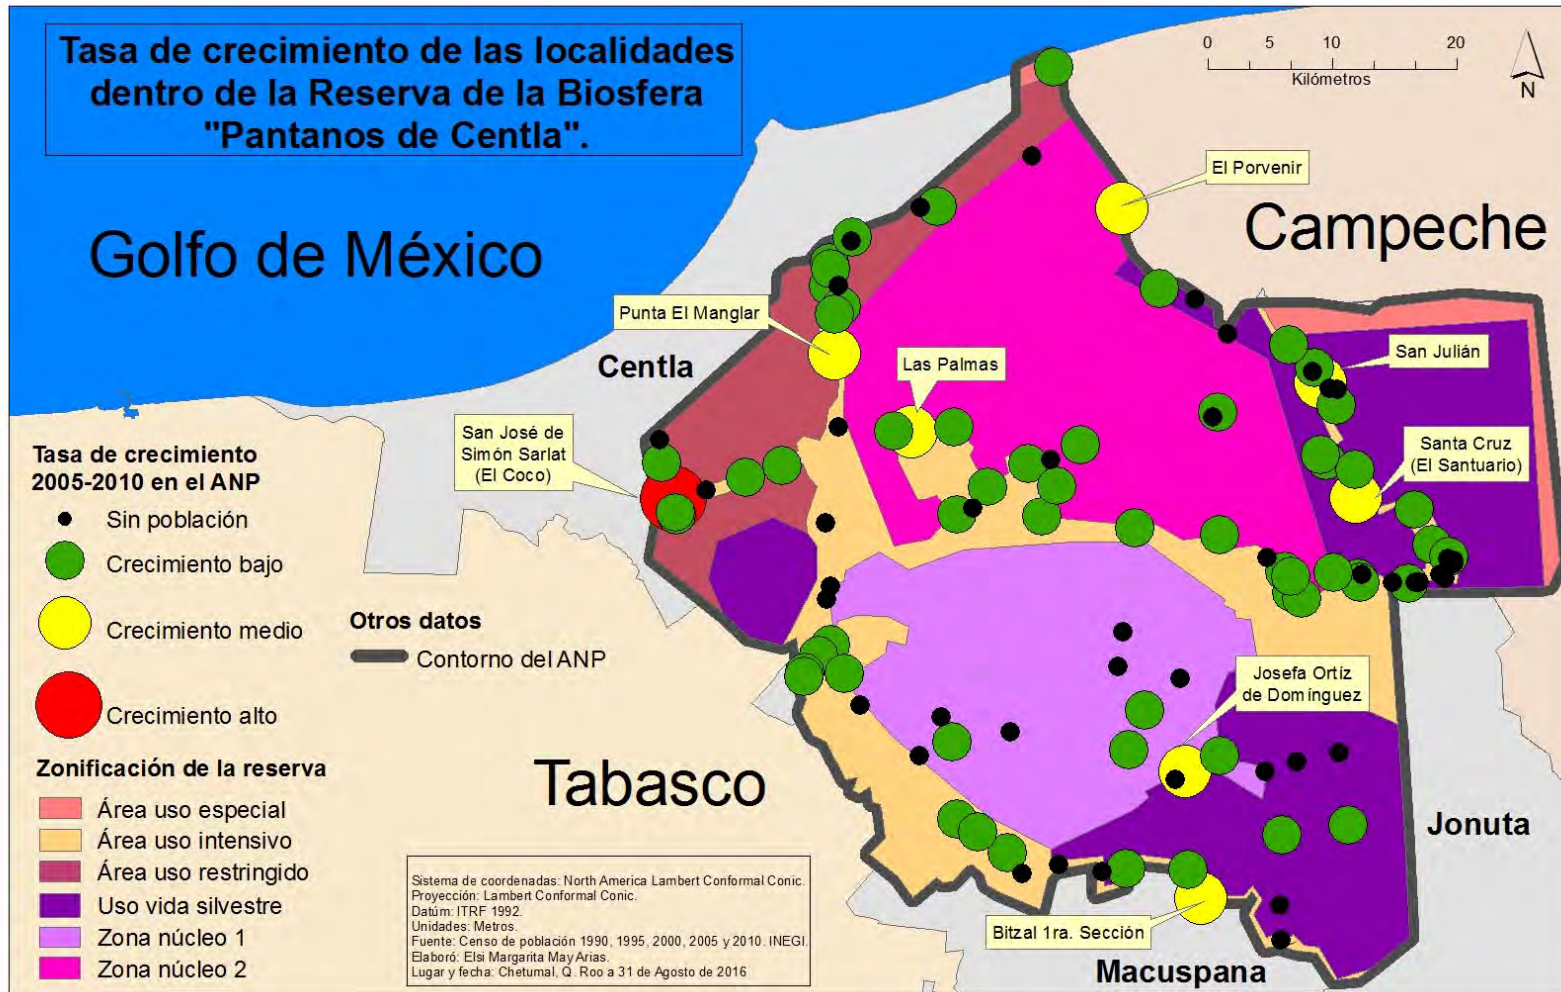 Tasa de crecimiento de las localidades
dentro de la Reserva de la Biosfera
"Pantanos de Centla".
0 5 10 20
Kilómetros
N
El Porvenir
Campeche
Golfo de México
Punta El Manglar
Centla
Las Palmas
San Julián
San José de
Simón Sarlat
(El Coco)
Santa Cruz
(El Santuario)
Tasa de crecimiento
2005-2010 en el ANP
Sin población
Crecimiento bajo
Crecimiento medio
Crecimiento alto
Otros datos
Contorno del ANP
Josefa Ortíz
de Domínguez
Tabasco
Zonificación de la reserva
Área uso especial
Área uso intensivo
Área uso restringido
Uso vida silvestre
Zona núcleo 1
Zona núcleo 2
Jonuta
Sistema de coordenadas: North America Lambert Conformal Conic.
Proyección: Lambert Conformal Conic.
Datúm: ITRF 1992.
Unidades: Metros.
Fuente: Censo de población 1990, 1995, 2000, 2005 y 2010. INEGI.
Elaboró: Elsi Margarita May Arias.
Lugar y fecha: Chetumal, Q. Roo a 31 de Agosto de 2016
Bitzal 1ra. Sección
Macuspana